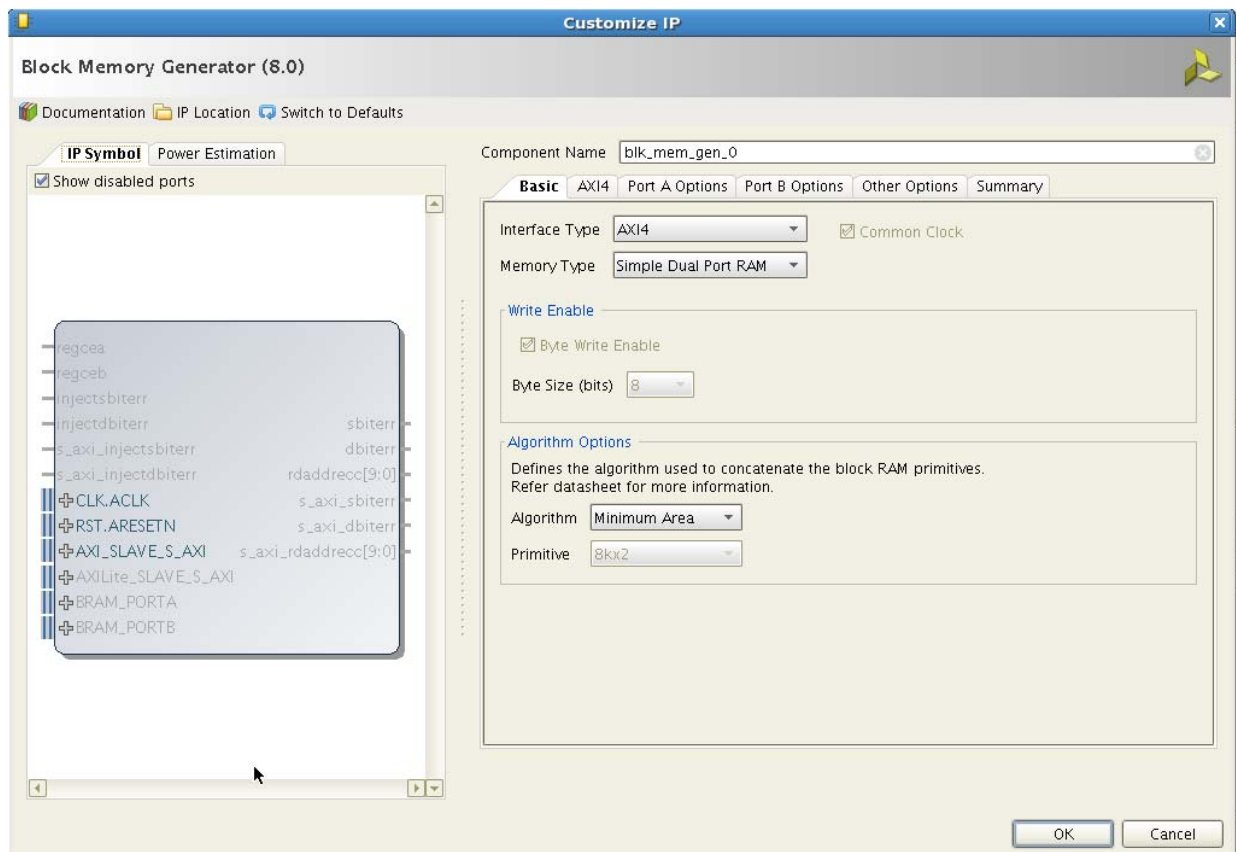 Customize IP
Block Memory Generator (8.0)
Documentation IP Location Switch to Defaults
IP Symbol Power Estimation
Show disabled ports
regcea
regceb
injectsbiterr
injectdbiterr
s_axi_injectsbiterr
s_axi_injectdbiterr
CLK.ACLK
RST.ARESETN
AXI_SLAVE_S_AXI
AXILite_SLAVE_S_AXI
BRAM_PORTA
BRAM_PORTB
sbiterr
dbiterr
rdaddrecc[9:0]
s_axi_sbiterr
s_axi_dbiterr
s_axi_rdaddrecc[9:0]
Component Name blk_mem_gen_0
Basic AXI4 Port A Options Port B Options Other Options Summary
Interface Type AXI4 Common Clock
Memory Type Simple Dual Port RAM
Write Enable
Byte Write Enable
Byte Size (bits) 8
Algorithm Options
Defines the algorithm used to concatenate the block RAM primitives.
Refer datasheet for more information.
Algorithm Minimum Area
Primitive 8kx2
OK Cancel